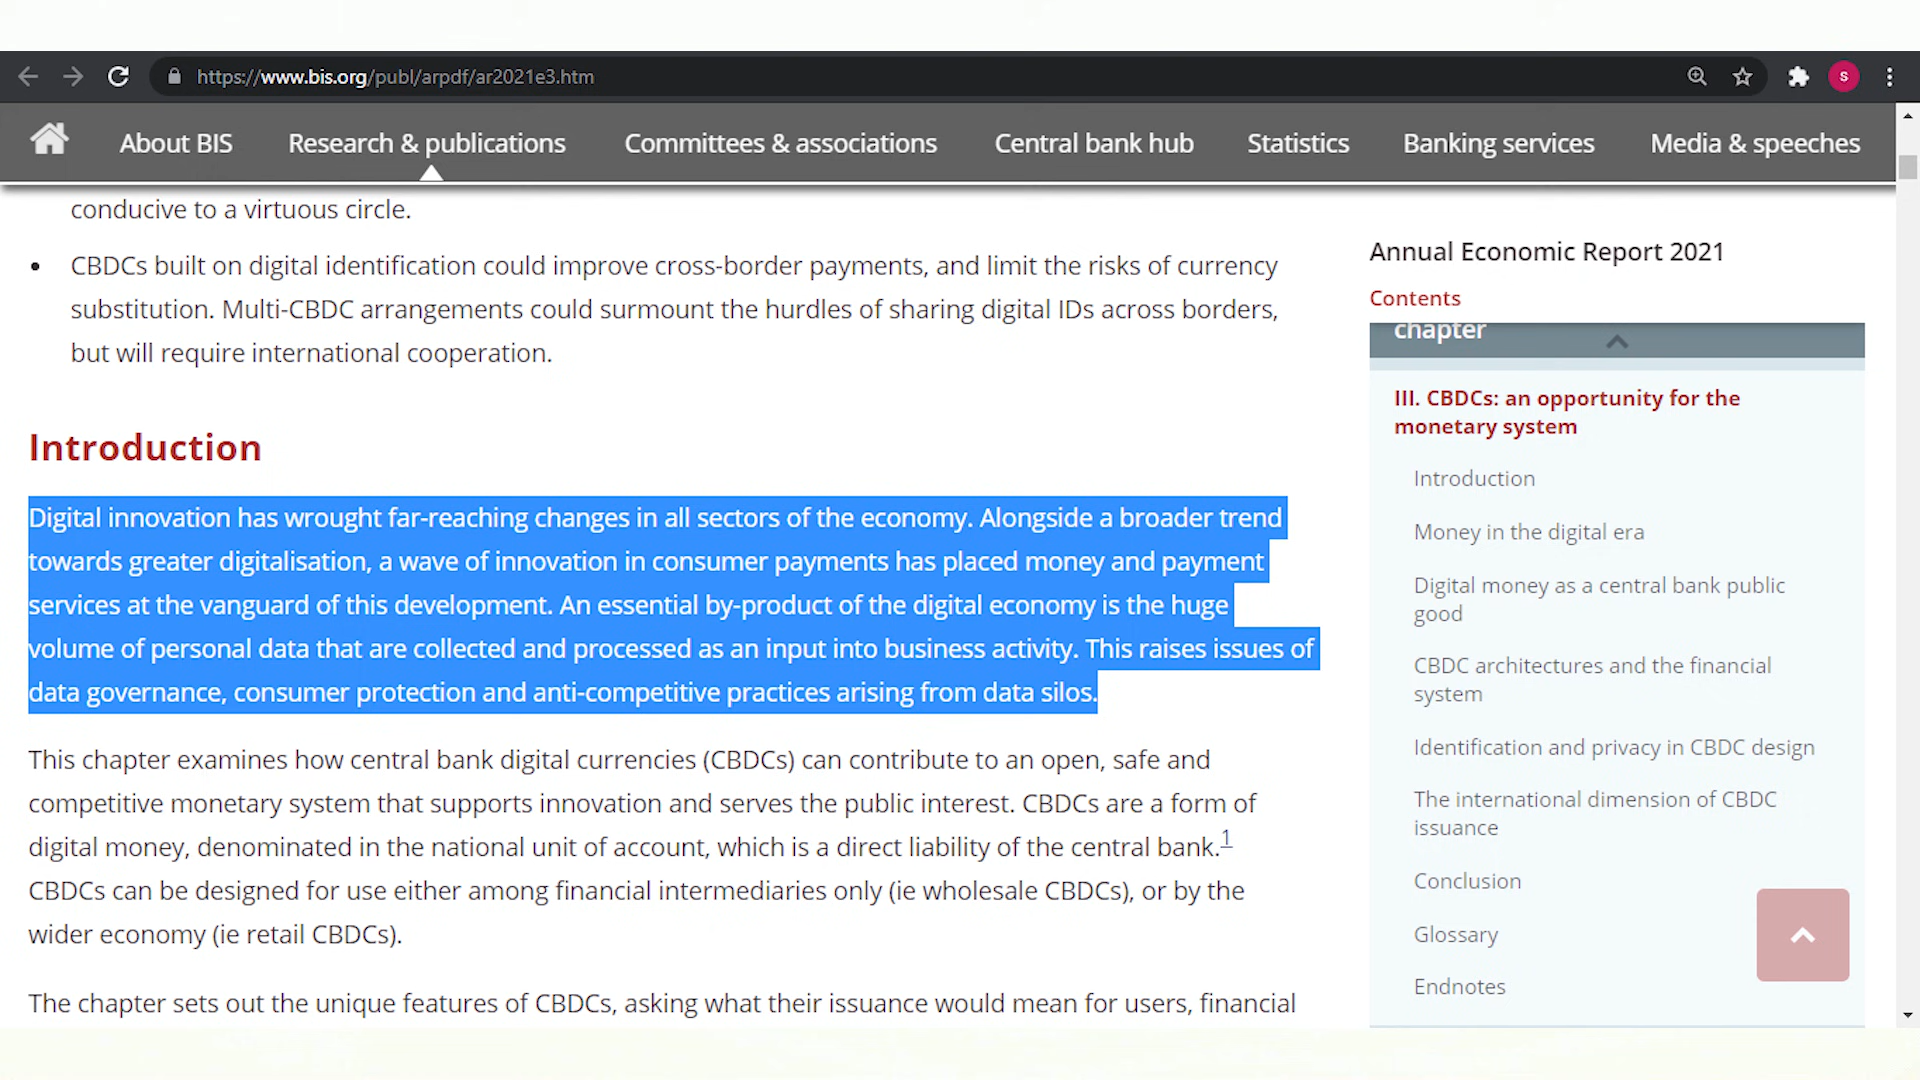 https://www.bis.org/publ/arpdf/ar2021e3.htm
S
About BIS
Research & publications
Committees & associations
Central bank hub
Statistics
Banking services
Media & speeches
conducive to a virtuous circle.
• CBDCs built on digital identification could improve cross-border payments, and limit the risks of currency
substitution. Multi-CBDC arrangements could surmount the hurdles of sharing digital IDs across borders,
but will require international cooperation.
Introduction
Digital innovation has wrought far-reaching changes in all sectors of the economy. Alongside a broader trend
towards greater digitalisation, a wave of innovation in consumer payments has placed money and payment
services at the vanguard of this development. An essential by-product of the digital economy is the huge
volume of personal data that are collected and processed as an input into business activity. This raises issues of
data governance, consumer protection and anti-competitive practices arising from data silos.
This chapter examines how central bank digital currencies (CBDCs) can contribute to an open, safe and
competitive monetary system that supports innovation and serves the public interest. CBDCs are a form of
digital money, denominated in the national unit of account, which is a direct liability of the central bank.1
CBDCs can be designed for use either among financial intermediaries only (ie wholesale CBDCs), or by the
wider economy (ie retail CBDCs).
The chapter sets out the unique features of CBDCs, asking what their issuance would mean for users, financial
Annual Economic Report 2021
Contents
chapter
III. CBDCs: an opportunity for the
monetary system
Introduction
Money in the digital era
Digital money as a central bank public
good
CBDC architectures and the financial
system
Identification and privacy in CBDC design
The international dimension of CBDC
issuance
Conclusion
Glossary
Endnotes